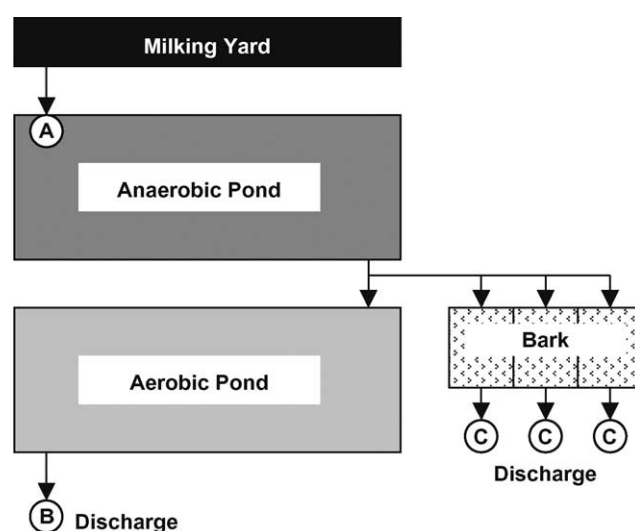 Milking Yard
A
Anaerobic Pond
Aerobic Pond
Bark
C C C
Discharge
B Discharge